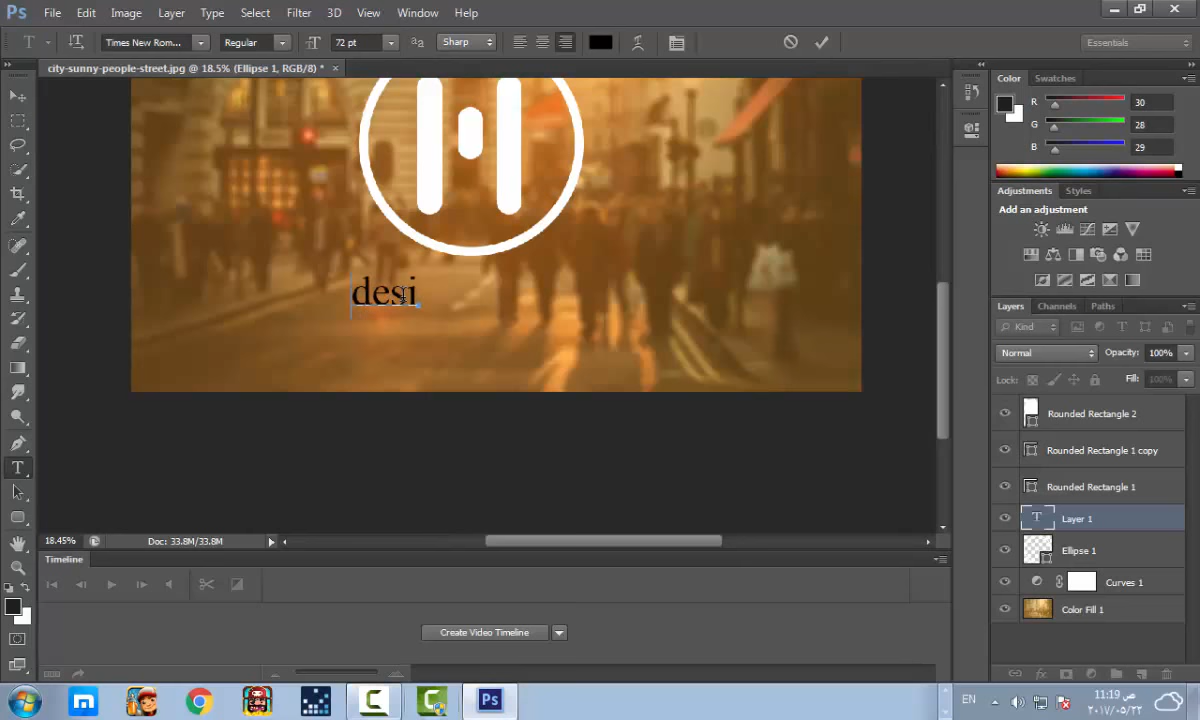 Ps File Edit Image Layer Type Select Filter 3D View Window Help
T Times New Rom... Regular 72 pt Sharp Essentials
city-sunny-people-street.jpg @ 18.5% (Ellipse 1, RGB/8) * ×
Color Swatches
R 30
G 28
B 29
Adjustments Styles
Add an adjustment
desi
Layers Channels Paths
Kind
Normal Opacity: 100%
Lock: Fill: 100%
Rounded Rectangle 2
Rounded Rectangle 1 copy
Rounded Rectangle 1
T Layer 1
Ellipse 1
Curves 1
Color Fill 1
18.45% Doc: 33.8M/33.8M
Timeline
Create Video Timeline
EN 11:19 ص
٢٠١٧/٠٥/٢٢